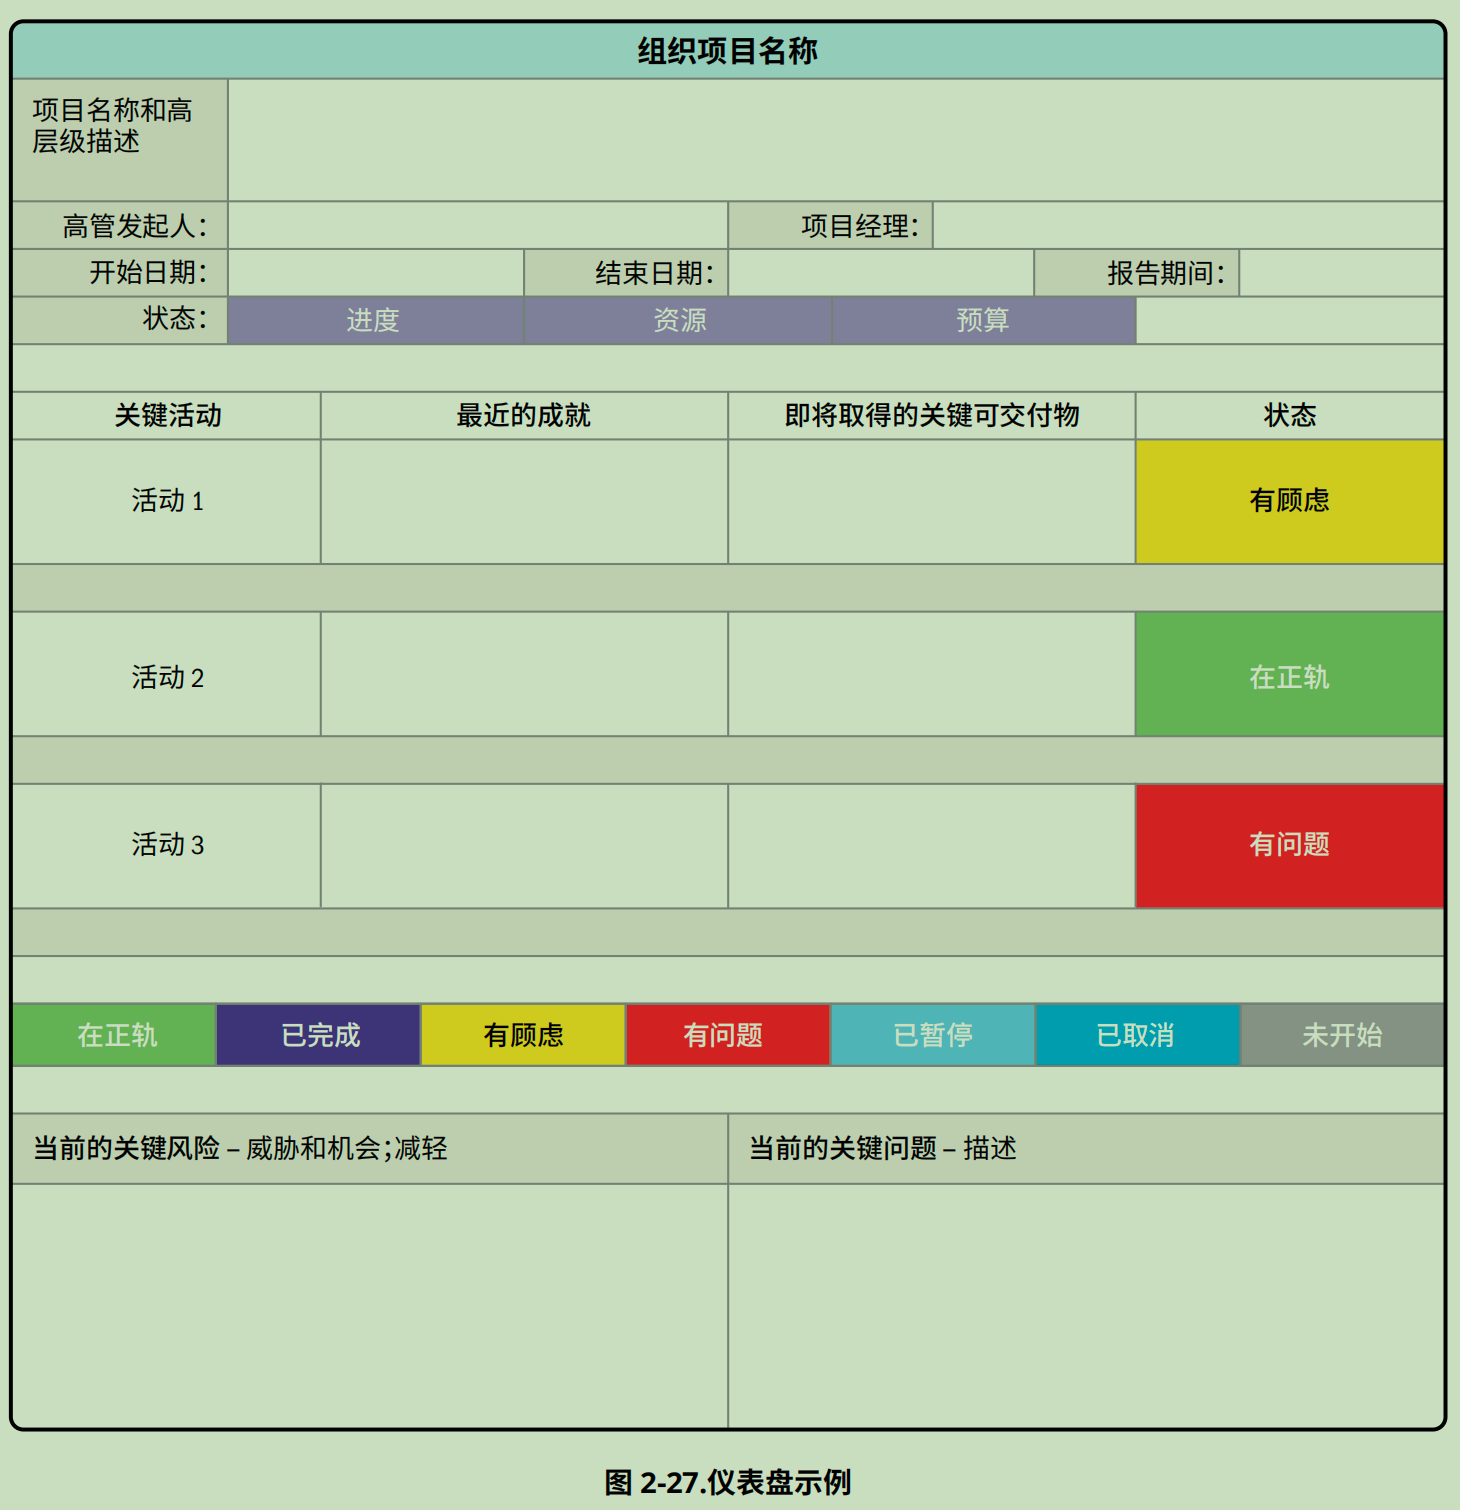 组织项目名称
项目名称和高
层级描述
高管发起人：
项目经理：
开始日期：
结束日期：
报告期间：
状态：
进度
资源
预算
关键活动
最近的成就
即将取得的关键可交付物
状态
活动 1
有顾虑
活动 2
在正轨
活动 3
有问题
在正轨
已完成
有顾虑
有问题
已暂停
已取消
未开始
当前的关键风险 – 威胁和机会；减轻
当前的关键问题 – 描述
图 2-27.仪表盘示例